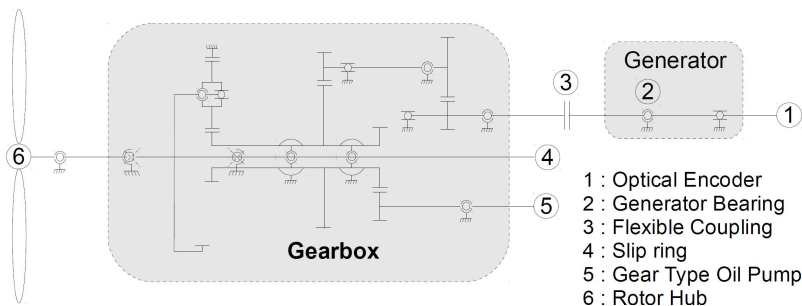 Generator
3
2
1
6
4
5
Gearbox
1 : Optical Encoder
2 : Generator Bearing
3 : Flexible Coupling
4 : Slip ring
5 : Gear Type Oil Pump
6 : Rotor Hub